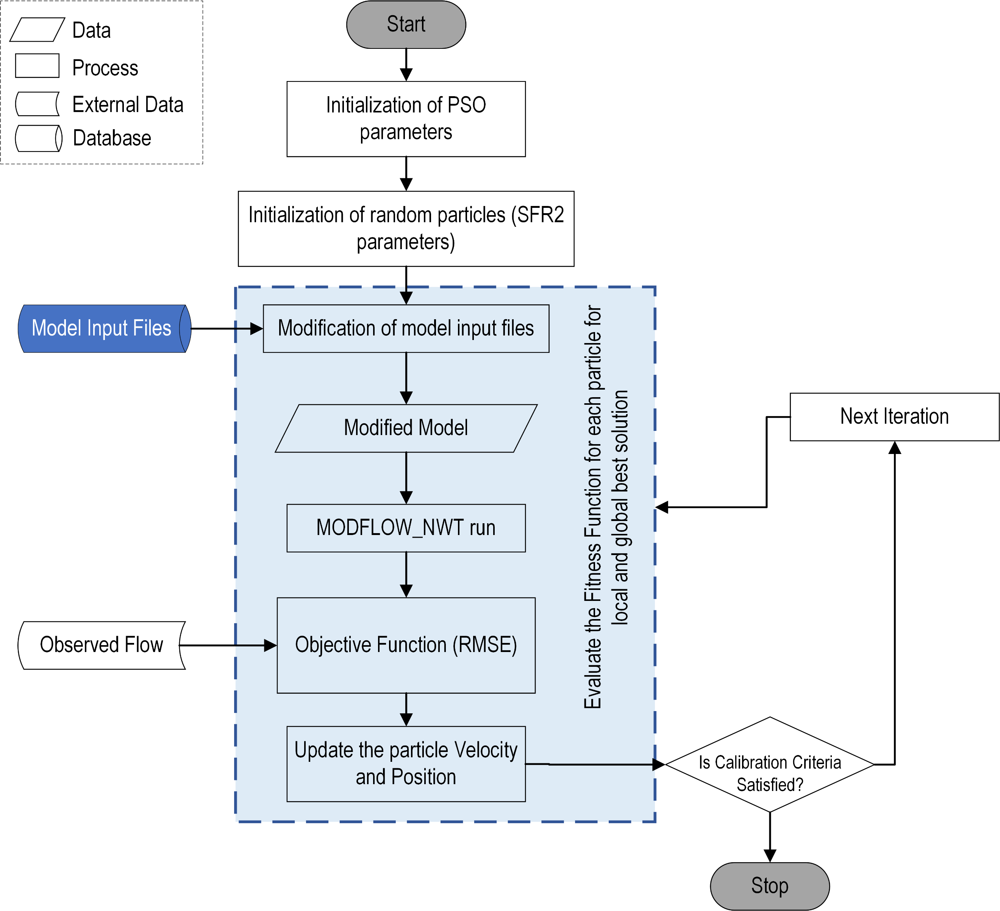 Data
Process
External Data
Database
Start
Initialization of PSO
parameters
Initialization of random particles (SFR2
parameters)
Model Input Files
Modification of model input files
Modified Model
MODFLOW_NWT run
Observed Flow
Objective Function (RMSE)
Update the particle Velocity
and Position
Evaluate the Fitness Function for each particle for
local and global best solution
Next Iteration
Is Calibration Criteria
Satisfied?
Stop